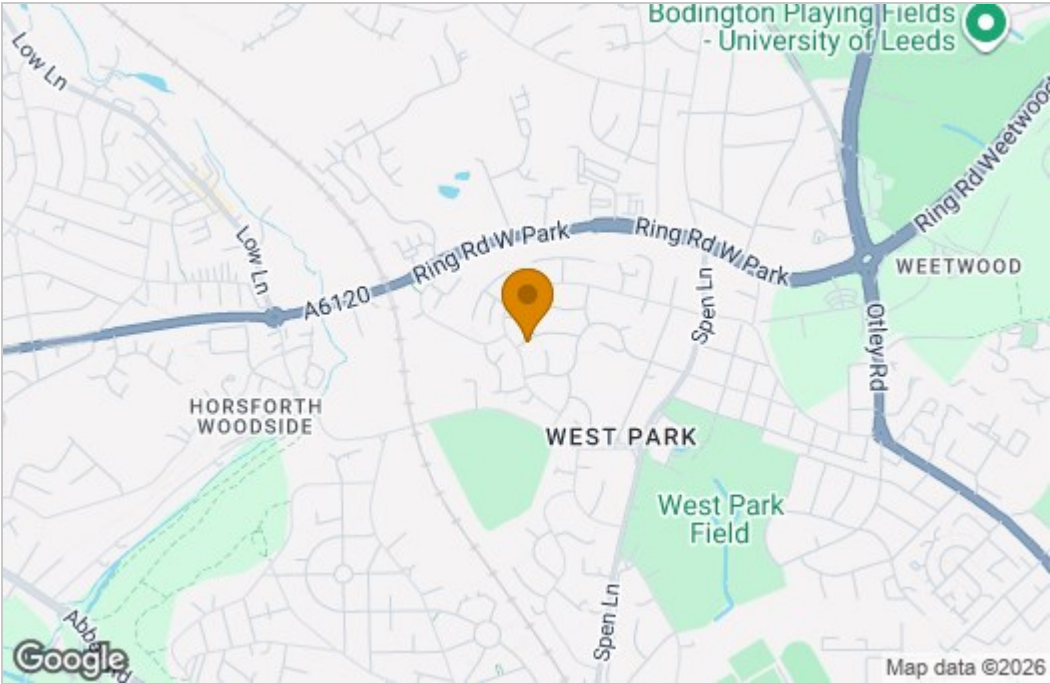 Bodington Playing Fields
- University of Leeds
Low Ln
Ring Rd Weetwood
Low Ln
Ring Rd W Park
Ring Rd W Park
WEETWOOD
A6120
Spen Ln
Otley Rd
HORSFORTH
WOODSIDE
WEST PARK
West Park
Field
Spen Ln
Google
Map data ©2026